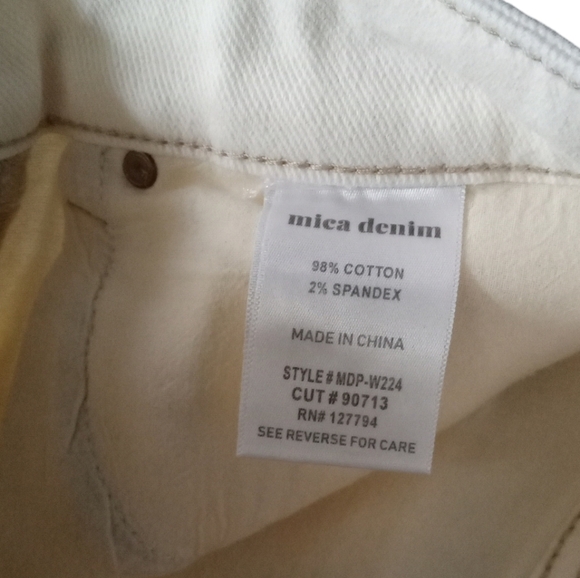 mica denim
98% COTTON
2% SPANDEX
MADE IN CHINA
STYLE # MDP-W224
CUT # 90713
RN# 127794
SEE REVERSE FOR CARE